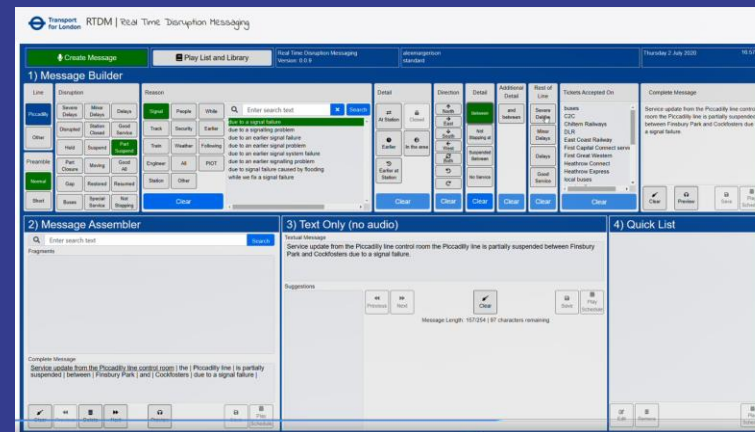 Transport for London
RTDM | Real Time Disruption Messaging
Create Message
Play List and Library
Real Time Disruption Messaging
Version: 0.0.9
standard
Thursday 2 July 2020
1) Message Builder
Line
Disruption
Reason
Detail
Direction
Detail
Additional Detail
Rest of Line
Tickets Accepted On
Complete Message
Piccadilly
Other
Preamble
Normal
Short
Severe Delays
Minor Delays
Delays
Disrupted
Station Closed
Good Service
Hold
Suspend
Part Suspend
Part Closure
Moving
Good All
Gap
Restored
Resumed
Buses
Special Service
Not Stopping
Signal
People
While
Track
Security
Earlier
Train
Weather
Following
Engineer
All
PIOT
Station
Other
Clear
Enter search text
Search
due to a signal failure
due to a signalling problem
due to an earlier signal failure
due to an earlier signal problem
due to an earlier signal system failure
due to an earlier signalling problem
due to signal failure caused by flooding
while we fix a signal failure
At Station
Closed
Earlier
In the area
Earlier at Station
Clear
South
East
South
West
Both
Clear
between
Not Stopping at
Suspended Between
No Service
Clear
and between
Clear
Severe Delays
Minor Delays
Delays
Good Service
Clear
buses
C2C
Chiltern Railways
DLR
East Coast Railway
First Capital Connect servi
First Great Western
Heathrow Connect
Heathrow Express
local buses
Clear
Service update from the Piccadilly line contro
room the Piccadilly line is partially suspended
between Finsbury Park and Cockfosters due
a signal failure.
Clear
Preview
Save
Play Schedule
2) Message Assembler
Enter search text
Search
Fragments
Complete Message
Service update from the Piccadilly line control room | the | Piccadilly line | is partially
suspended | between | Finsbury Park | and | Cockfosters | due to a signal failure |
Clear
Delete
Preview
Play Schedule
3) Text Only (no audio)
Textual Message
Service update from the Piccadilly line control room the Piccadilly line is partially suspended between Finsbury
Park and Cockfosters due to a signal failure.
Suggestions
Previous
Next
Clear
Save
Play Schedule
Message Length: 157/254 | 97 characters remaining
4) Quick List
Edit
Remove